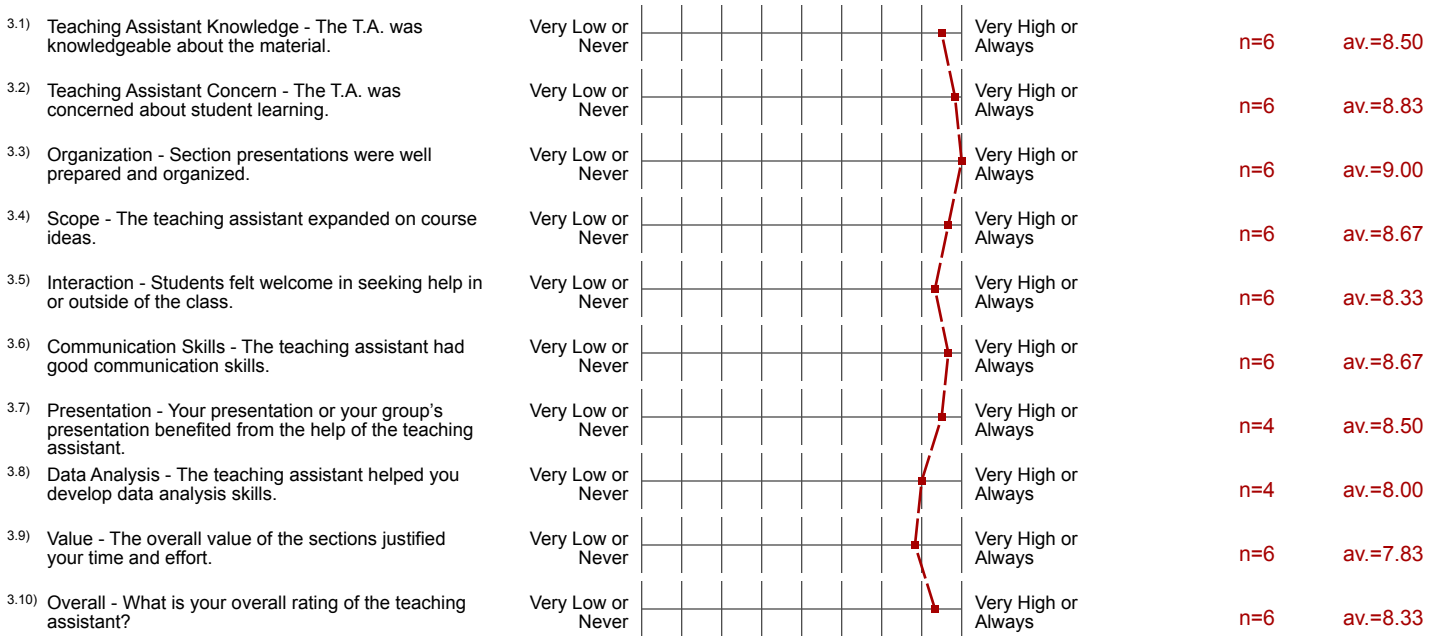 3.1) Teaching Assistant Knowledge - The T.A. was
knowledgeable about the material.
Very Low or
Never
Very High or
Always
n=6
av.=8.50
3.2) Teaching Assistant Concern - The T.A. was
concerned about student learning.
Very Low or
Never
Very High or
Always
n=6
av.=8.83
3.3) Organization - Section presentations were well
prepared and organized.
Very Low or
Never
Very High or
Always
n=6
av.=9.00
3.4) Scope - The teaching assistant expanded on course
ideas.
Very Low or
Never
Very High or
Always
n=6
av.=8.67
3.5) Interaction - Students felt welcome in seeking help in
or outside of the class.
Very Low or
Never
Very High or
Always
n=6
av.=8.33
3.6) Communication Skills - The teaching assistant had
good communication skills.
Very Low or
Never
Very High or
Always
n=6
av.=8.67
3.7) Presentation - Your presentation or your group's
presentation benefited from the help of the teaching
assistant.
Very Low or
Never
Very High or
Always
n=4
av.=8.50
3.8) Data Analysis - The teaching assistant helped you
develop data analysis skills.
Very Low or
Never
Very High or
Always
n=4
av.=8.00
3.9) Value - The overall value of the sections justified
your time and effort.
Very Low or
Never
Very High or
Always
n=6
av.=7.83
3.10) Overall - What is your overall rating of the teaching
assistant?
Very Low or
Never
Very High or
Always
n=6
av.=8.33